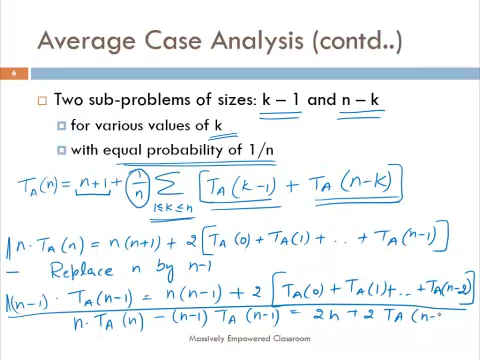 Average Case Analysis (contd..)
6
Two sub-problems of sizes: k – 1 and n – k
for various values of k
with equal probability of 1/n
T_A(n) = n+1 + 1/n Σ_{1≤k≤n} [T_A(k-1) + T_A(n-k)]
n · T_A(n) = n(n+1) + 2[T_A(0) + T_A(1) + .. + T_A(n-1)]
– Replace n by n-1
(n-1) · T_A(n-1) = n(n-1) + 2[T_A(0) + T_A(1) + .. + T_A(n-2)]
n · T_A(n) – (n-1) T_A(n-1) = 2n + 2 T_A(n-
Massively Empowered Classroom